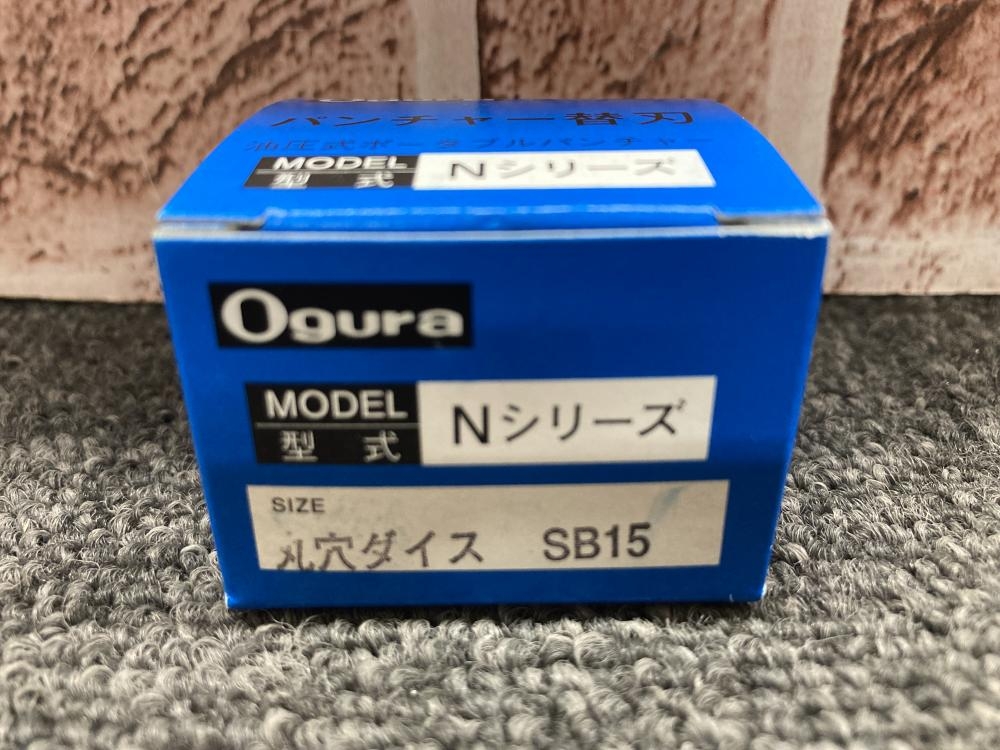 パンチャー替刃
油圧式ポータブルパンチャー
MODEL
型式 Nシリーズ
Ogura
MODEL
型式 Nシリーズ
SIZE
丸穴ダイス SB15